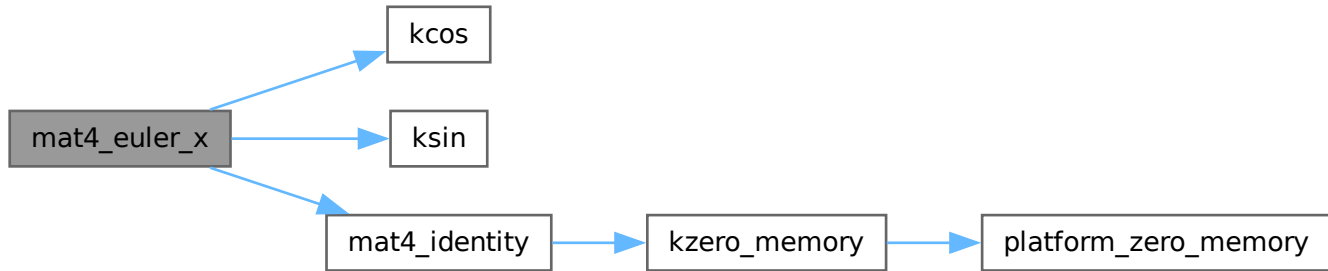 kcos
mat4_euler_x
ksin
mat4_identity
kzero_memory
platform_zero_memory